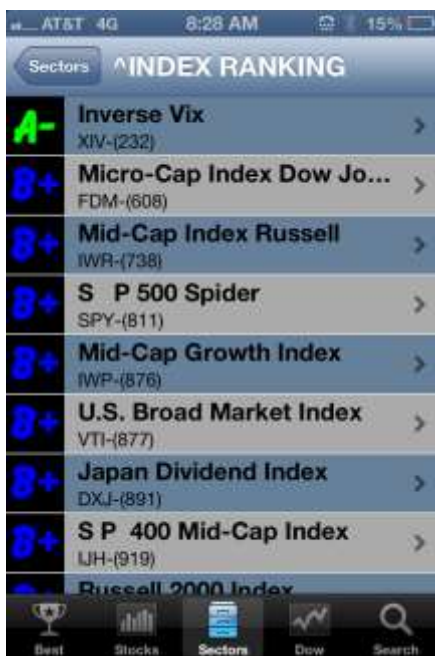 AT&T 4G 8:28 AM 15%
Sectors ^INDEX RANKING
A-
Inverse Vix
XIV-(232)
B+
Micro-Cap Index Dow Jo...
FDM-(608)
B+
Mid-Cap Index Russell
IWR-(738)
B+
S P 500 Spider
SPY-(811)
B+
Mid-Cap Growth Index
IWP-(876)
B+
U.S. Broad Market Index
VTI-(877)
B+
Japan Dividend Index
DXJ-(891)
B+
S P 400 Mid-Cap Index
IJH-(919)
B+
Russell 2000 Index
Best Stocks Sectors Dow Search